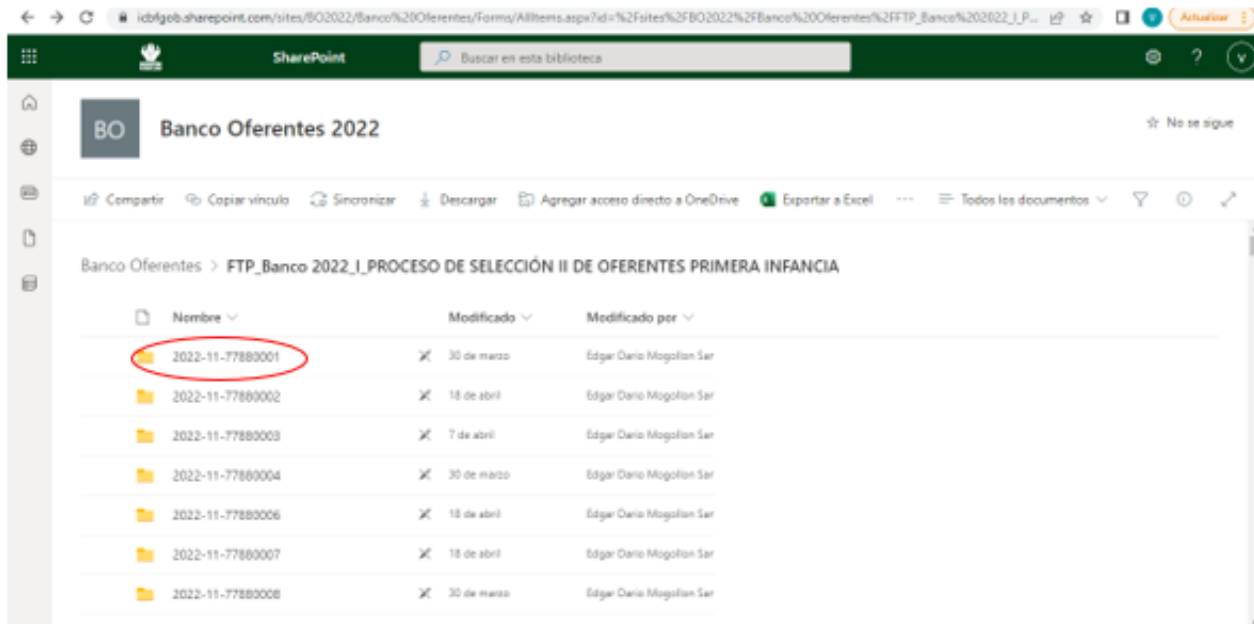 icbfgob.sharepoint.com/sites/BO2022/Banco%20Oferentes/Forms/AllItems.aspx?id=%2Fsites%2FBO2022%2FBanco%20Oferentes%2FFTP_Banco%202022_I_P... V Actualizar
SharePoint Buscar en esta biblioteca ? V
BO Banco Oferentes 2022 No se sigue
Compartir Copiar vínculo Sincronizar Descargar Agregar acceso directo a OneDrive Exportar a Excel ... Todos los documentos
Banco Oferentes > FTP_Banco 2022_I_PROCESO DE SELECCIÓN II DE OFERENTES PRIMERA INFANCIA
Nombre Modificado Modificado por
2022-11-77880001 30 de marzo Edgar Dario Mogollon Sar
2022-11-77880002 18 de abril Edgar Dario Mogollon Sar
2022-11-77880003 7 de abril Edgar Dario Mogollon Sar
2022-11-77880004 30 de marzo Edgar Dario Mogollon Sar
2022-11-77880006 18 de abril Edgar Dario Mogollon Sar
2022-11-77880007 18 de abril Edgar Dario Mogollon Sar
2022-11-77880008 30 de marzo Edgar Dario Mogollon Sar